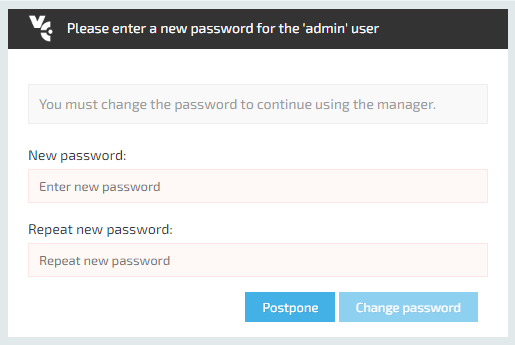 Please enter a new password for the 'admin' user
You must change the password to continue using the manager.
New password:
Enter new password
Repeat new password:
Repeat new password
Postpone Change password